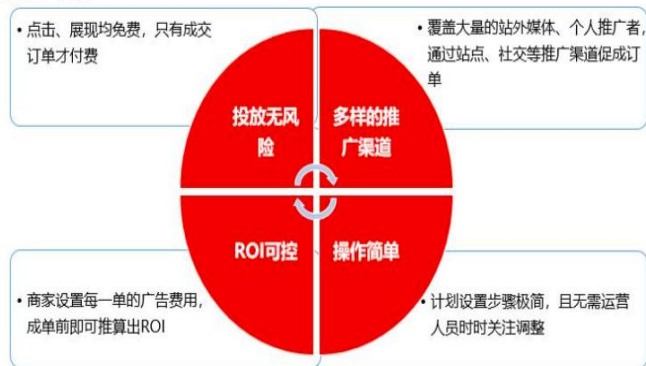 • 点击、展现均免费，只有成交
订单才付费
• 覆盖大量的站外媒体、个人推广者，
通过站点、社交等推广渠道促成订
单
投放无风
险
多样的推
广渠道
ROI可控
操作简单
• 商家设置每一单的广告费用，
成单前即可推算出ROI
• 计划设置步骤极简，且无需运营
人员时时关注调整